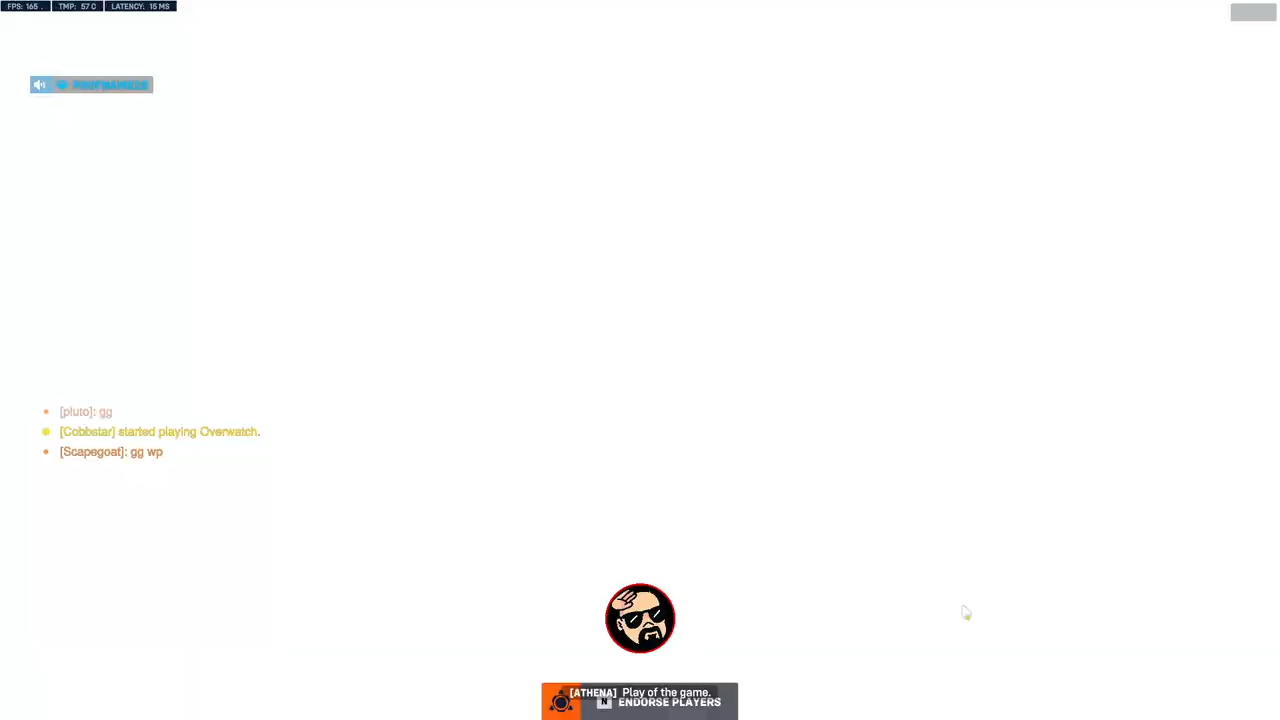 FPS: 165 .
TMP: 57 C
LATENCY: 15 MS
[pluto]: gg
[Cobbstar] started playing Overwatch.
[Scapegoat]: gg wp
[ATHENA] Play of the game.
N ENDORSE PLAYERS